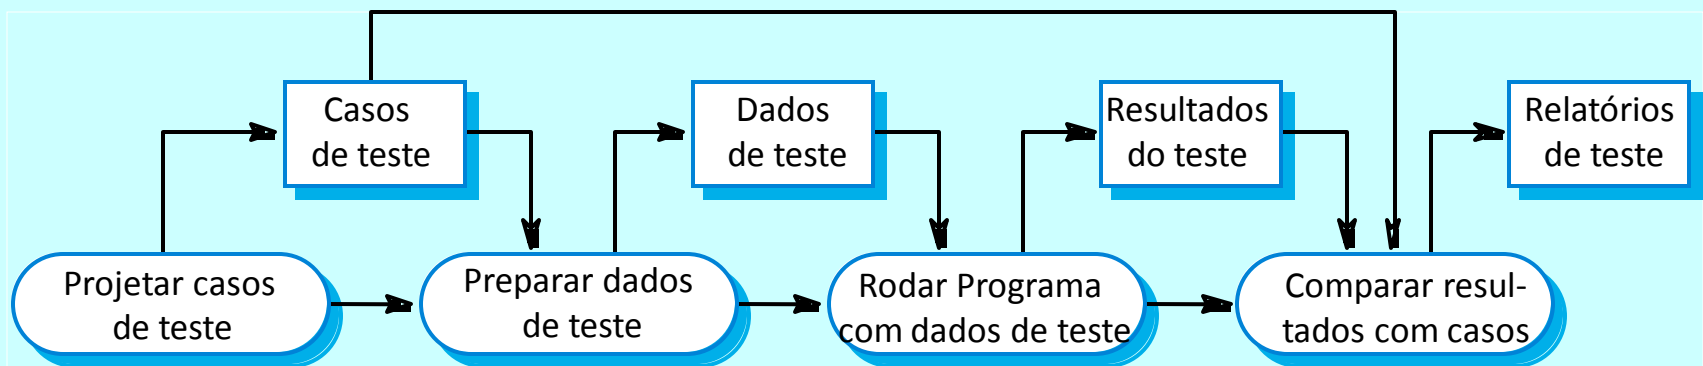 Casos
de teste
Dados
de teste
Resultados
do teste
Relatórios
de teste
Projetar casos
de teste
Preparar dados
de teste
Rodar Programa
com dados de teste
Comparar resul-
tados com casos